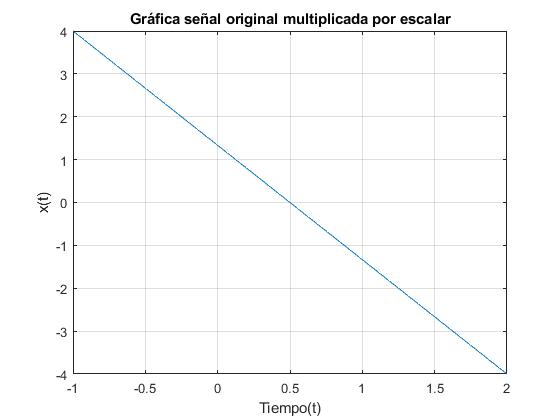 Gráfica señal original multiplicada por escalar
4
3
2
1
0
-1
-2
-3
-4
x(t)
-1 -0.5 0 0.5 1 1.5 2
Tiempo(t)